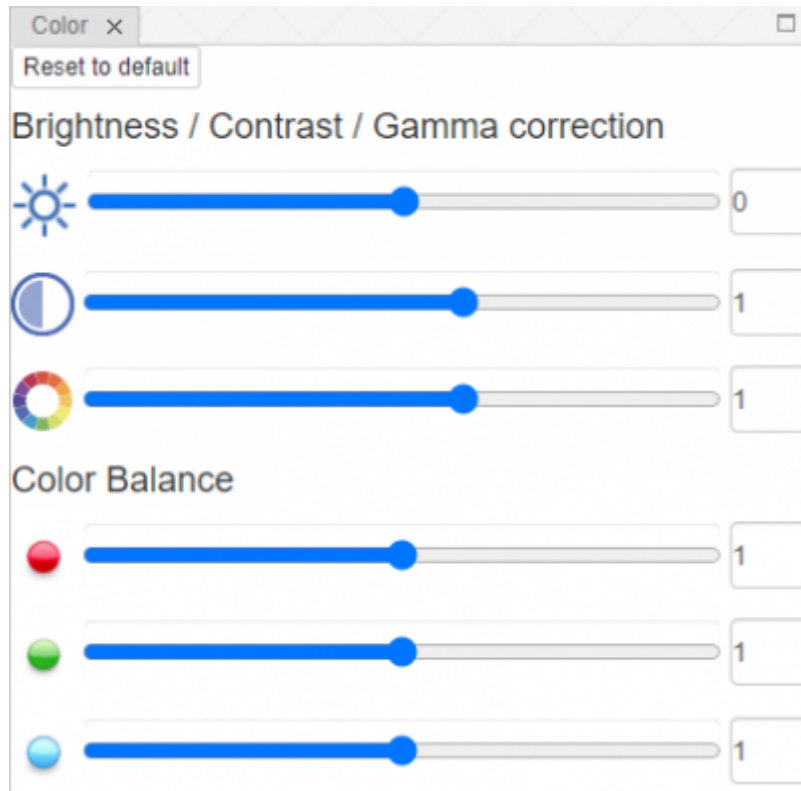 Color ×
Reset to default
Brightness / Contrast / Gamma correction
0
1
1
Color Balance
1
1
1